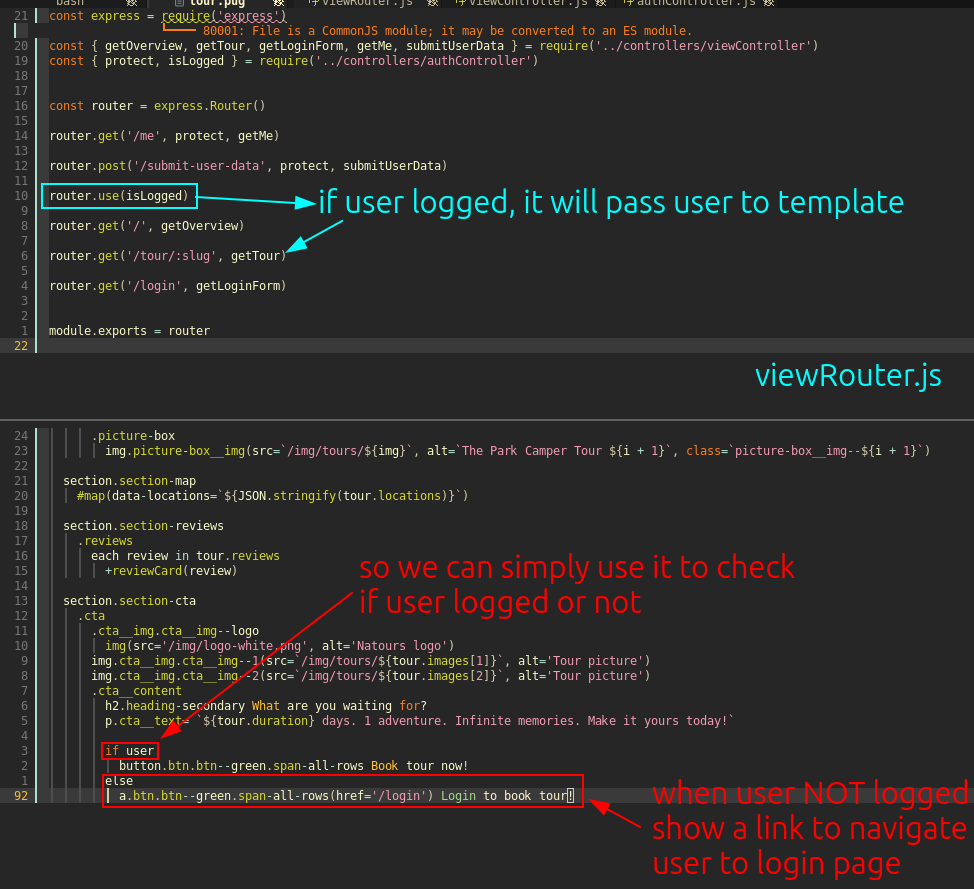 bash tour.pug viewRouter.js viewController.js authController.js
21 const express = require('express')
80001: File is a CommonJS module; it may be converted to an ES module.
20 const { getOverview, getTour, getLoginForm, getMe, submitUserData } = require('../controllers/viewController')
19 const { protect, isLogged } = require('../controllers/authController')
18
17
16 const router = express.Router()
15
14 router.get('/me', protect, getMe)
13
12 router.post('/submit-user-data', protect, submitUserData)
11
10 router.use(isLogged) if user logged, it will pass user to template
9
8 router.get('/', getOverview)
7
6 router.get('/tour/:slug', getTour)
5
4 router.get('/login', getLoginForm)
3
2
1 module.exports = router
22
viewRouter.js
24 .picture-box
23 img.picture-box__img(src=`/img/tours/${img}`, alt=`The Park Camper Tour ${i + 1}`, class=`picture-box__img--${i + 1}`)
22
21 section.section-map
20 #map(data-locations=`${JSON.stringify(tour.locations)}`)
19
18 section.section-reviews
17 .reviews
16 each review in tour.reviews
15 +reviewCard(review)
so we can simply use it to check
if user logged or not
14
13 section.section-cta
12 .cta
11 .cta__img.cta__img--logo
10 img(src='/img/logo-white.png', alt='Natours logo')
9 img.cta__img.cta__img--1(src=`/img/tours/${tour.images[1]}`, alt='Tour picture')
8 img.cta__img.cta__img--2(src=`/img/tours/${tour.images[2]}`, alt='Tour picture')
7 .cta__content
6 h2.heading-secondary What are you waiting for?
5 p.cta__text= `${tour.duration} days. 1 adventure. Infinite memories. Make it yours today!`
4
3 if user
2 button.btn.btn--green.span-all-rows Book tour now!
1 else
92 a.btn.btn--green.span-all-rows(href='/login') Login to book tour!
when user NOT logged
show a link to navigate
user to login page